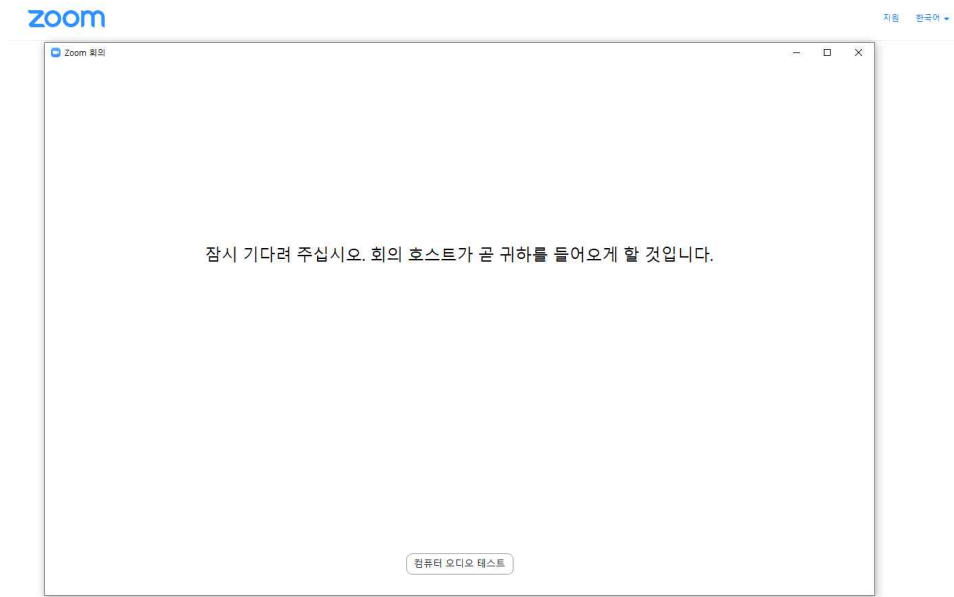 zoom
지원 한국어
Zoom 회의
잠시 기다려 주십시오. 회의 호스트가 곧 귀하를 들어오게 할 것입니다.
컴퓨터 오디오 테스트